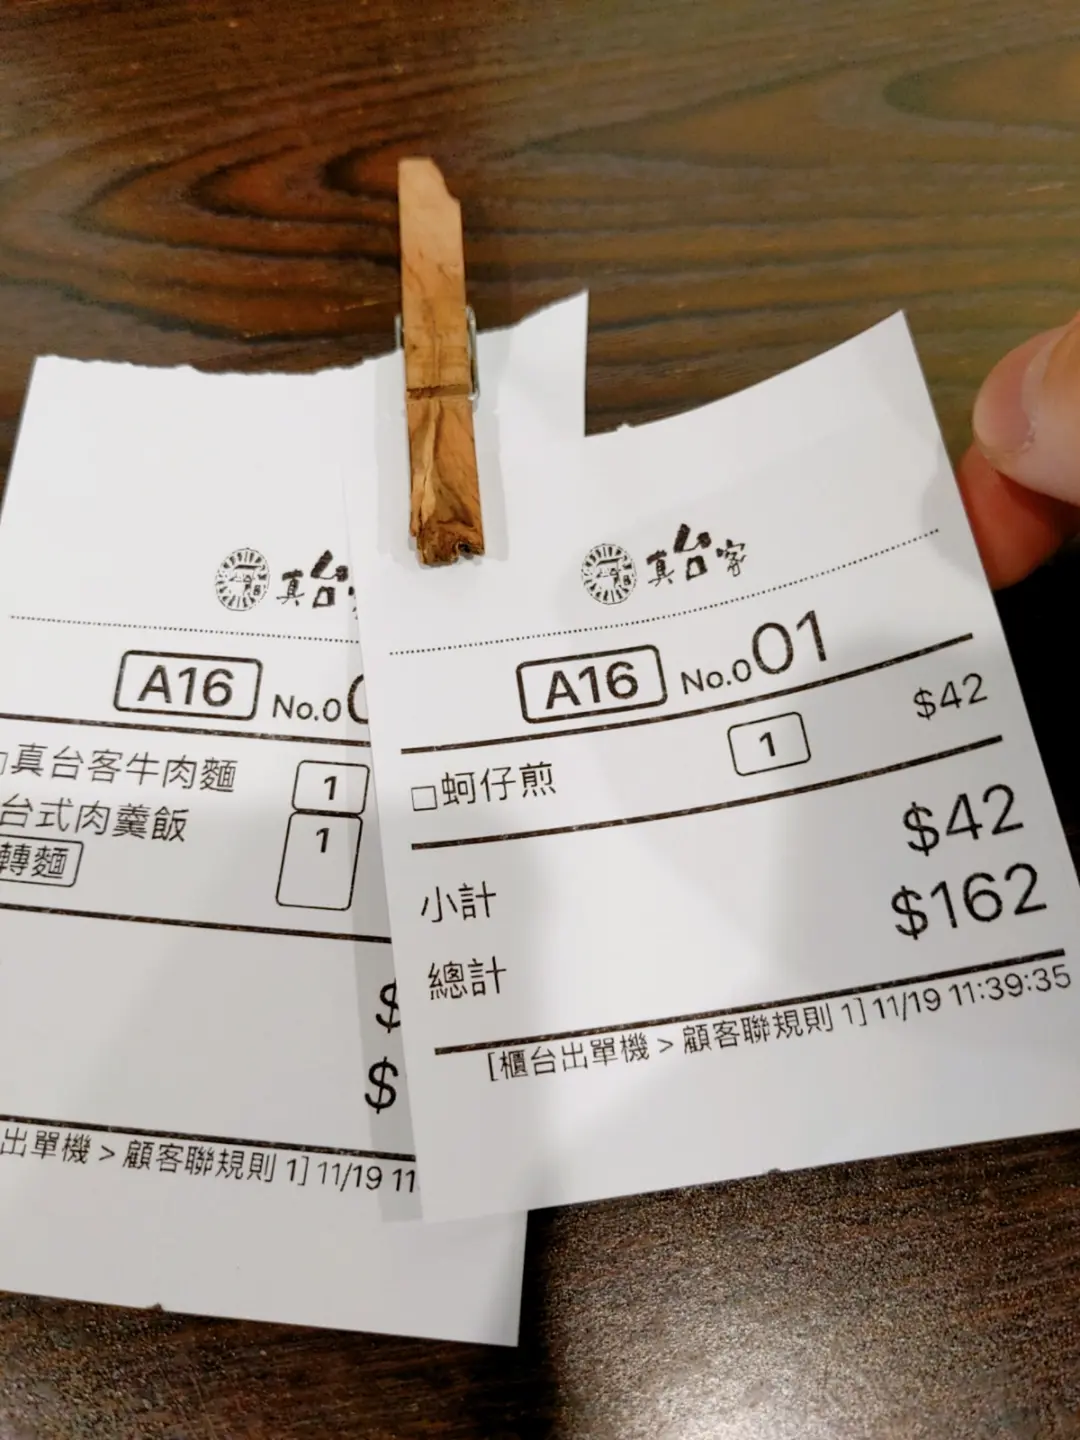 真台
A16 No.0
□真台客牛肉麵 1
台式肉羹飯 1
轉麵
$
$
出單機 > 顧客聯規則 1] 11/19 11
真台客
A16 No.001
$42
□蚵仔煎 1
小計 $42
總計 $162
[櫃台出單機 > 顧客聯規則 1] 11/19 11:39:35